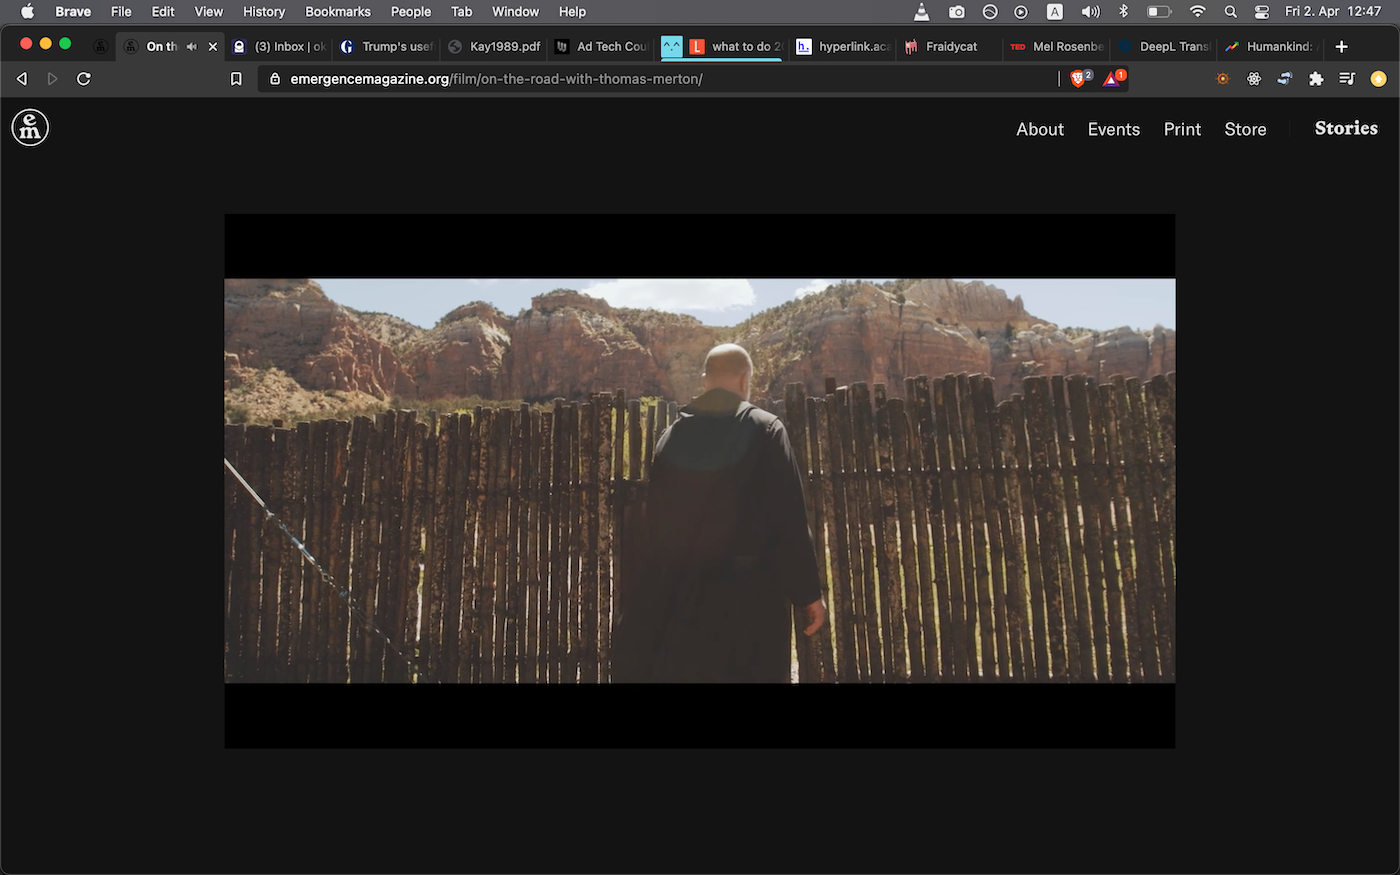 Brave File Edit View History Bookmarks People Tab Window Help A Fri 2. Apr 12:47
On th (3) Inbox | ok Trump's usef Kay1989.pdf Ad Tech Cou ^.^ L what to do 2 h. hyperlink.aca Fraidycat TED Mel Rosenbe DeepL Trans Humankind:
emergencemagazine.org/film/on-the-road-with-thomas-merton/ 2 1
em About Events Print Store Stories